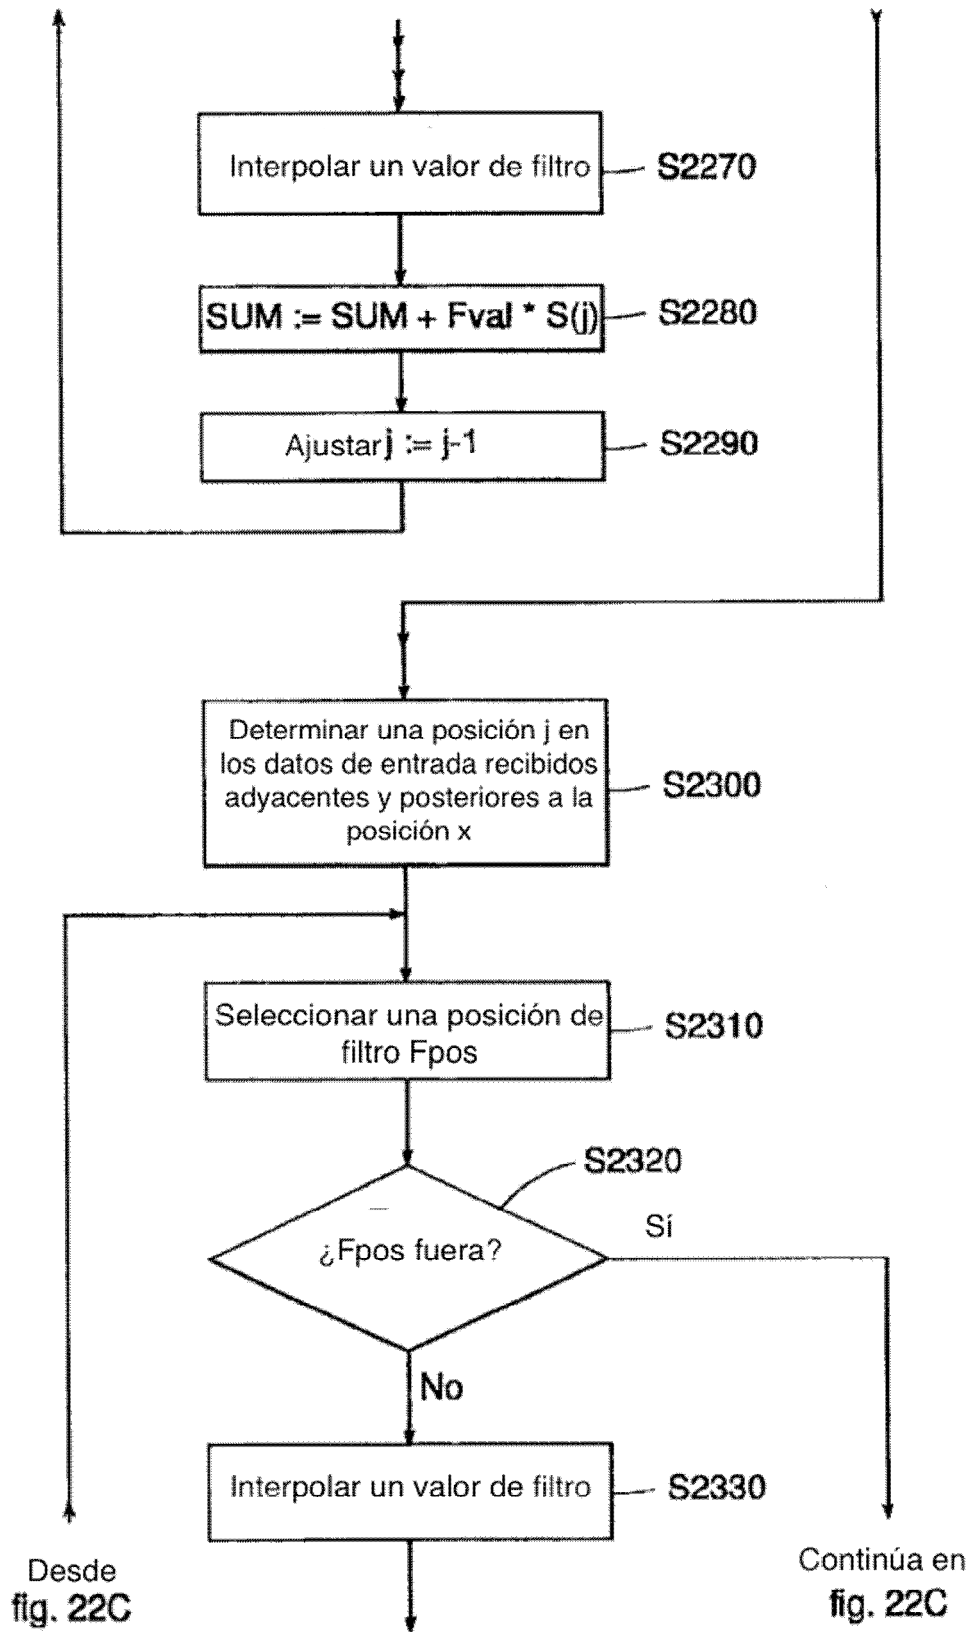 Interpolar un valor de filtro
S2270
SUM := SUM + Fval * S(j)
S2280
Ajustar j := j-1
S2290
Determinar una posición j en
los datos de entrada recibidos
adyacentes y posteriores a la
posición x
S2300
Seleccionar una posición de
filtro Fpos
S2310
S2320
¿Fpos fuera?
Sí
No
Interpolar un valor de filtro
S2330
Desde
fig. 22C
Continúa en
fig. 22C